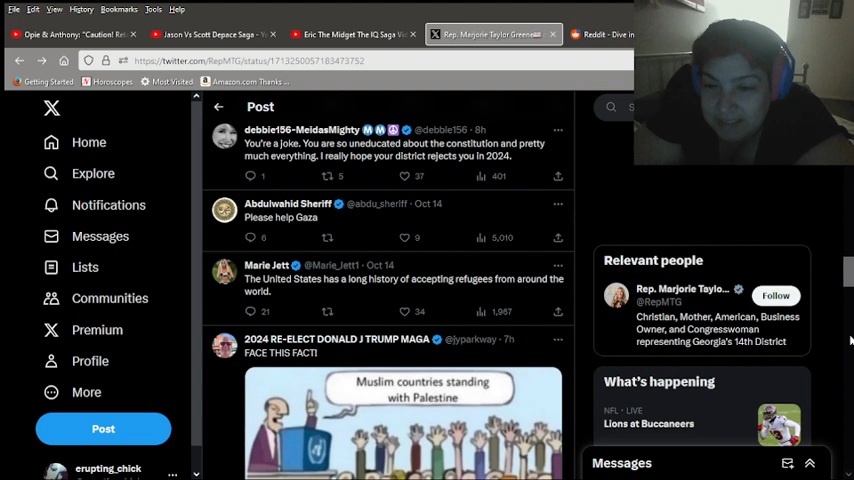 File Edit View History Bookmarks Tools Help
Opie & Anthony: "Caution! Rel
Jason Vs Scott Depace Saga - Yo
Eric The Midget The IQ Saga Vi
Rep. Marjorie Taylor Greene
Reddit - Dive in
https://twitter.com/RepMTG/status/1713250057183473752
Getting Started Horoscopes Most Visited Amazon.com Thanks ...
X
Home
Explore
Notifications
Messages
Lists
Communities
Premium
Profile
More
Post
erupting_chick
Post
debbie156-MeidasMighty @debbie156 · 8h
You're a joke. You are so uneducated about the constitution and pretty
much everything. I really hope your district rejects you in 2024.
1 5 37 401
Abdulwahid Sheriff @abdu_sheriff · Oct 14
Please help Gaza
6 9 5,010
Marie Jett @Marie_Jett1 · Oct 14
The United States has a long history of accepting refugees from around the
world.
21 34 1,967
2024 RE-ELECT DONALD J TRUMP MAGA @jyparkway · 7h
FACE THIS FACT!
Muslim countries standing
with Palestine
S
Relevant people
Rep. Marjorie Taylo...
@RepMTG
Follow
Christian, Mother, American, Business
Owner, and Congresswoman
representing Georgia's 14th District
What's happening
NFL · LIVE
Lions at Buccaneers
Messages